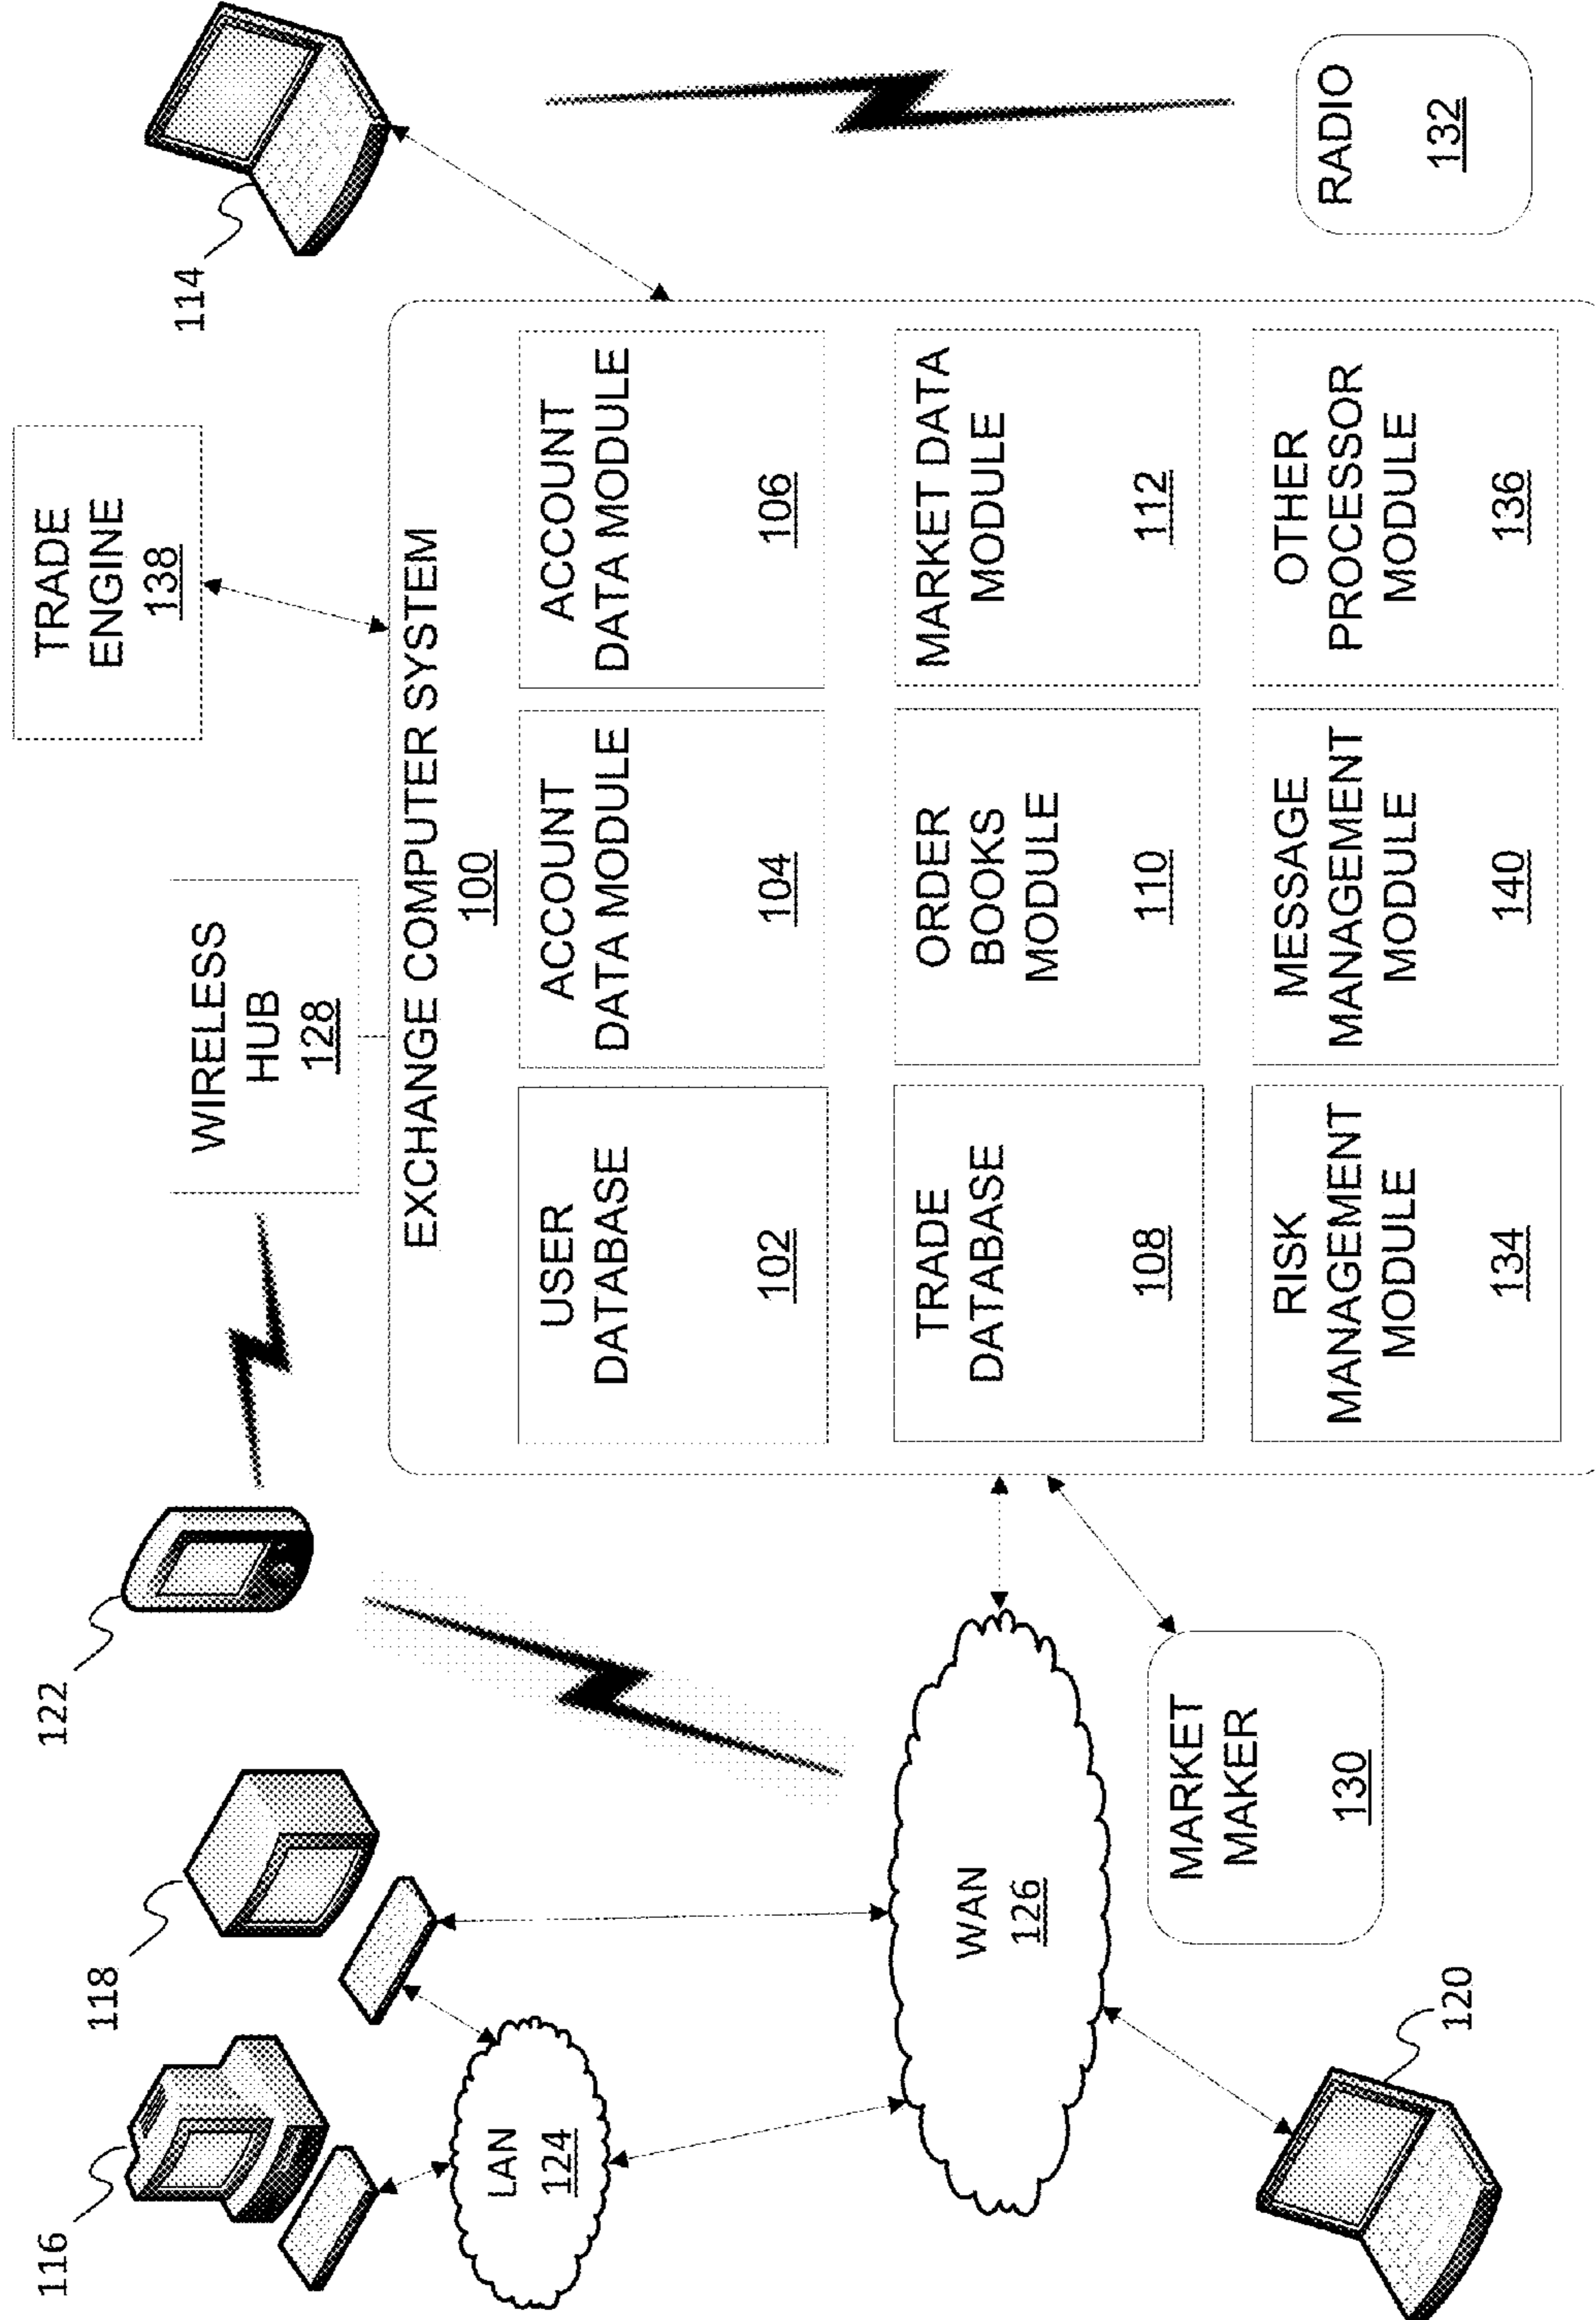 TRADE
ENGINE
138
WIRELESS
HUB
128
114
122
118
116
EXCHANGE COMPUTER SYSTEM
100
USER
DATABASE
102
ACCOUNT
DATA MODULE
104
ACCOUNT
DATA MODULE
106
TRADE
DATABASE
108
ORDER
BOOKS
MODULE
110
MARKET DATA
MODULE
112
RISK
MANAGEMENT
MODULE
134
MESSAGE
MANAGEMENT
MODULE
140
OTHER
PROCESSOR
MODULE
136
LAN
124
WAN
126
MARKET
MAKER
130
120
RADIO
132